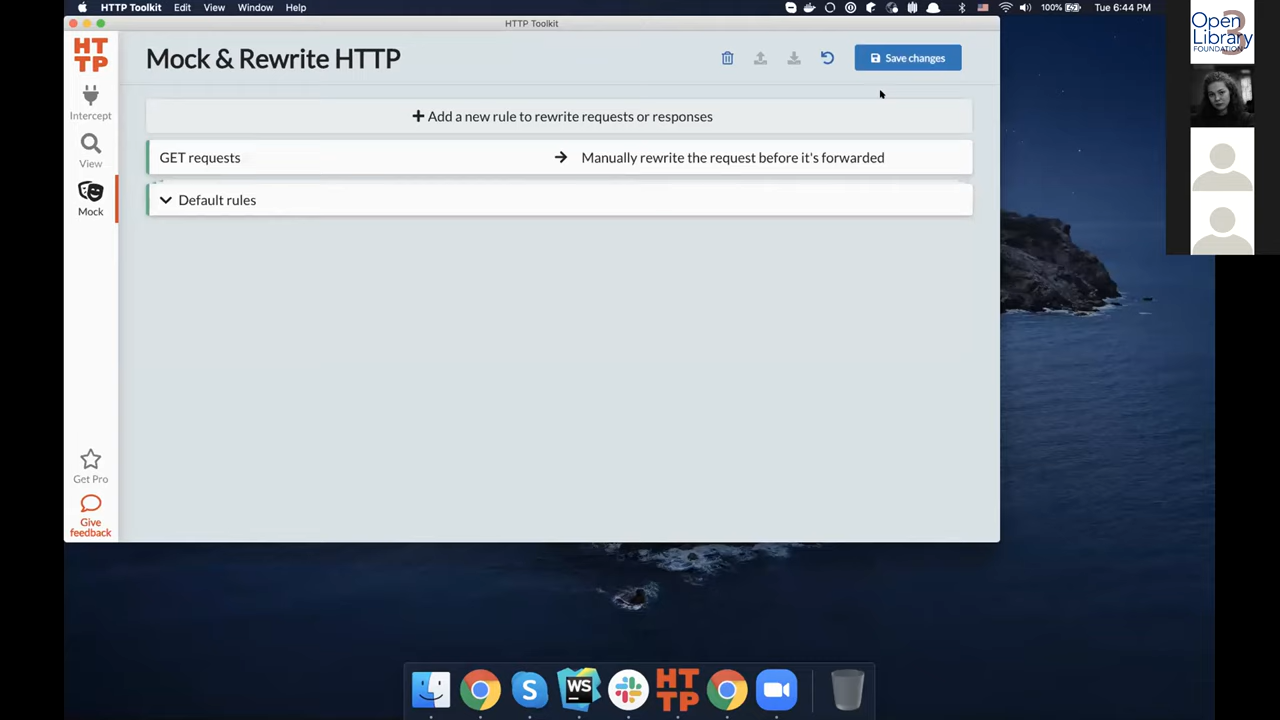 HTTP Toolkit Edit View Window Help
100% Tue 6:44 PM
HTTP Toolkit
HT
TP
Intercept
View
Mock
Get Pro
Give
feedback
Mock & Rewrite HTTP
Save changes
Add a new rule to rewrite requests or responses
GET requests
Manually rewrite the request before it's forwarded
Default rules
Open
Library
FOUNDATION
3
WS
HT
TP